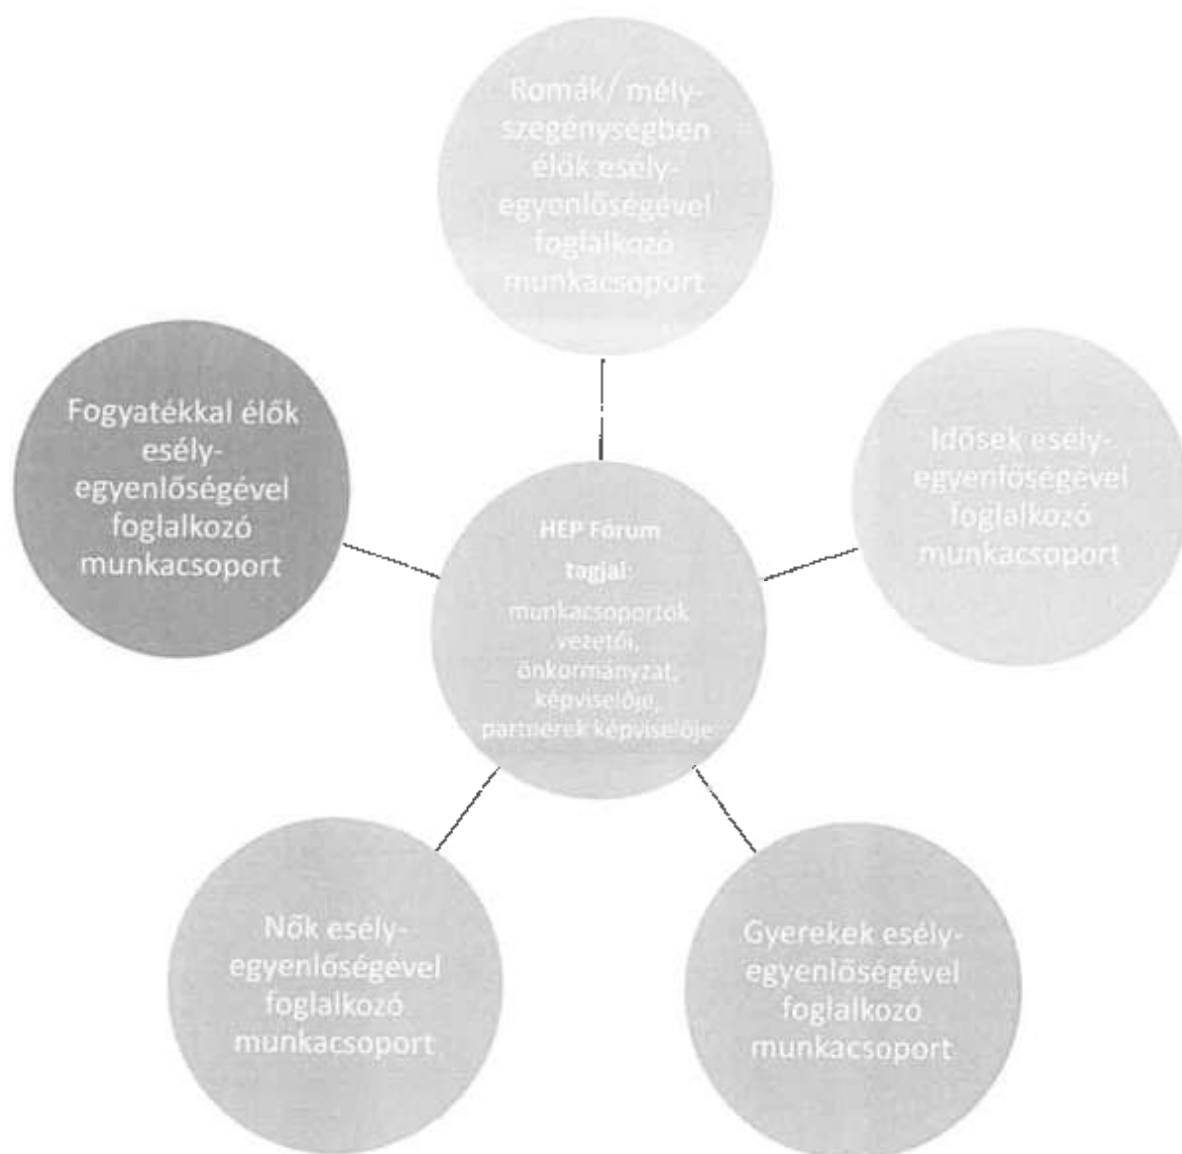 Romák/ mély-
szegénységben
élők esély-
egyenlőségével
foglalkozó
munkacsoport
Fogyatékkal élők
esély-
egyenlőségével
foglalkozó
munkacsoport
Idősek esély-
egyenlőségével
foglalkozó
munkacsoport
HEP Fórum
tagjai:
munkacsoportok
vezetői,
önkormányzat,
képviselője,
partnerek képviselője
Nők esély-
egyenlőségével
foglalkozó
munkacsoport
Gyerekek esély-
egyenlőségével
foglalkozó
munkacsoport